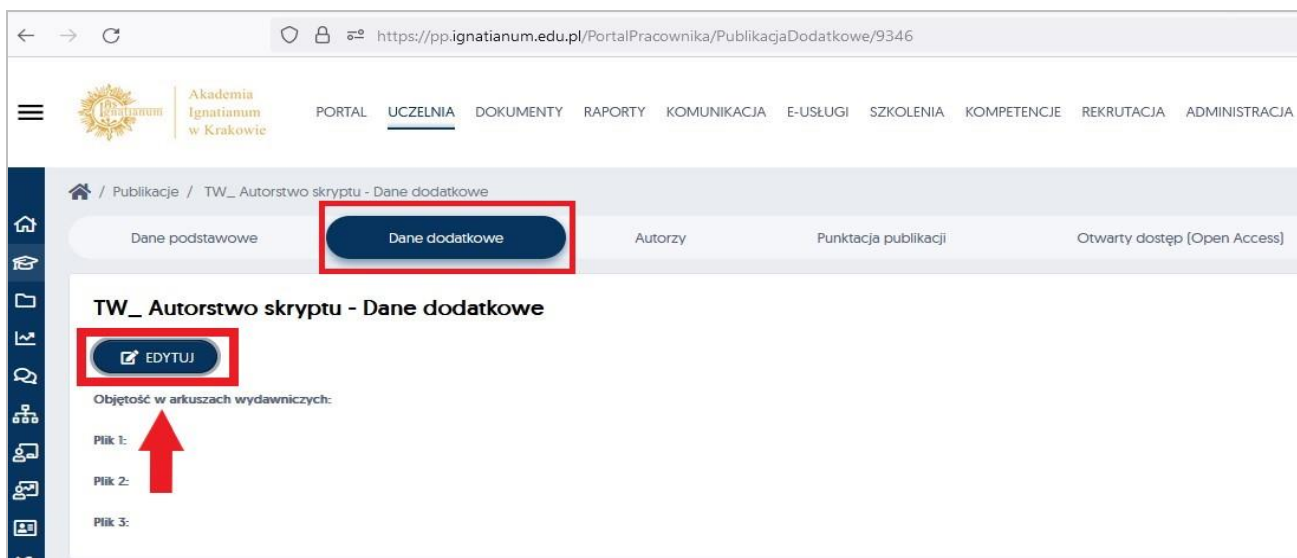 https://pp.ignatianum.edu.pl/PortalPracownika/PublikacjaDodatkowe/9346
Ignatianum
Akademia
Ignatianum
w Krakowie
PORTAL UCZELNIA DOKUMENTY RAPORTY KOMUNIKACJA E-USŁUGI SZKOLENIA KOMPETENCJE REKRUTACJA ADMINISTRACJA
/ Publikacje / TW_ Autorstwo skryptu - Dane dodatkowe
Dane podstawowe Dane dodatkowe Autorzy Punktacja publikacji Otwarty dostęp (Open Access)
TW_ Autorstwo skryptu - Dane dodatkowe
EDYTUJ
Objętość w arkuszach wydawniczych:
Plik 1:
Plik 2:
Plik 3: